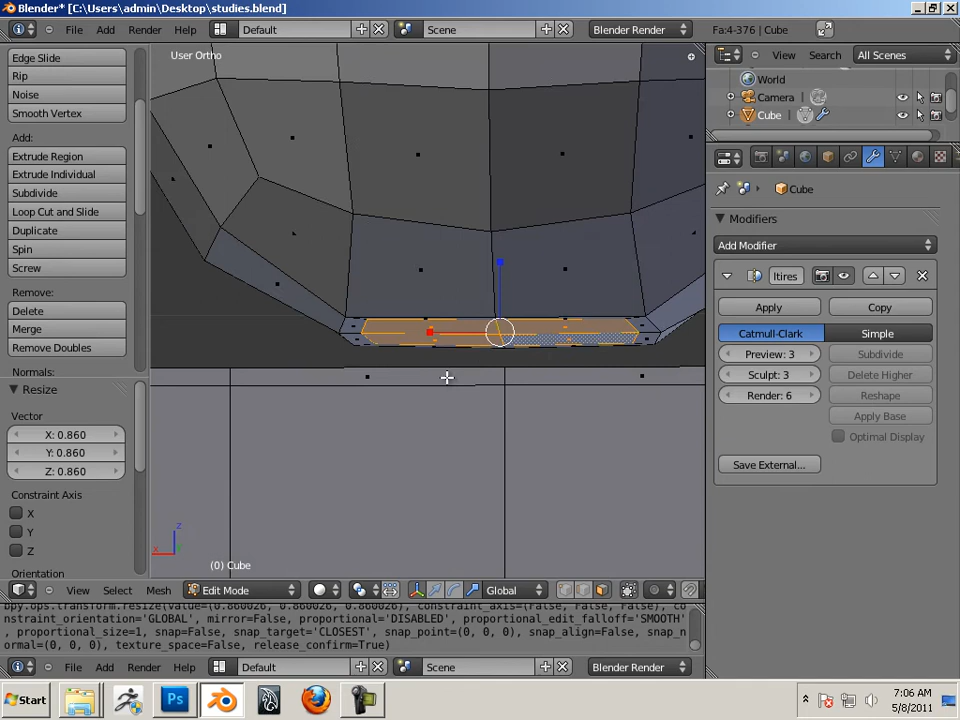 Blender* [C:\Users\admin\Desktop\studies.blend]
File Add Render Help Default Scene Blender Render
Edge Slide
Rip
Noise
Smooth Vertex
Add:
Extrude Region
Extrude Individual
Subdivide
Loop Cut and Slide
Duplicate
Spin
Screw
Remove:
Delete
Merge
Remove Doubles
Normals:
Resize
Vector
X: 0.860
Y: 0.860
Z: 0.860
Constraint Axis
X
Y
Z
Orientation
User Ortho
z
x
(0) Cube
Fa:4-376 | Cube
View Select Mesh Edit Mode Global
bpy.ops.transform.resize(value=(0.860026, 0.860026, 0.860026), constraint_axis=(False, False, False), co
nstraint_orientation='GLOBAL', mirror=False, proportional='DISABLED', proportional_edit_falloff='SMOOTH'
, proportional_size=1, snap=False, snap_target='CLOSEST', snap_point=(0, 0, 0), snap_align=False, snap_n
ormal=(0, 0, 0), texture_space=False, release_confirm=True)
File Add Render Help Default Scene Blender Render
View Search All Scenes
World
Camera
Cube
Cube
Modifiers
Add Modifier
ltires
Apply Copy
Catmull-Clark Simple
Preview: 3 Subdivide
Sculpt: 3 Delete Higher
Render: 6 Reshape
Apply Base
Optimal Display
Save External...
Start
Ps
7:06 AM
5/8/2011